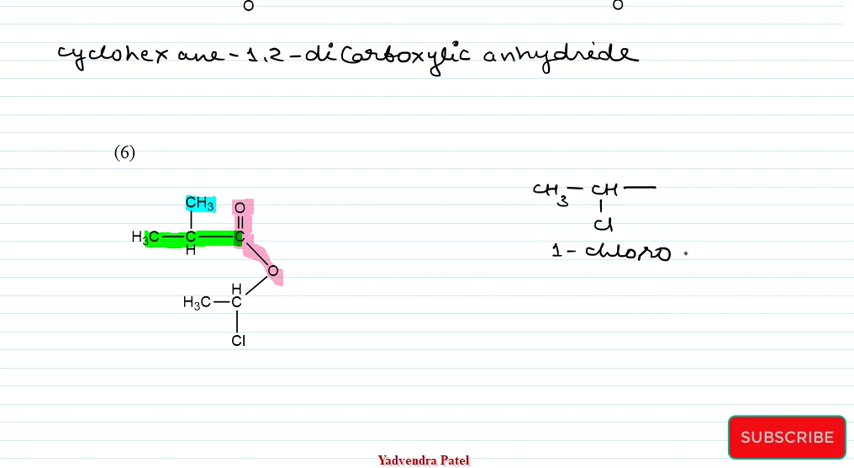 O O
cyclohexane-1,2-dicarboxylic anhydride
(6)
CH3 O
H3C-C-C
H
O
H
H3C-C
Cl
CH3-CH-
Cl
1-chloro
SUBSCRIBE
Yadvendra Patel